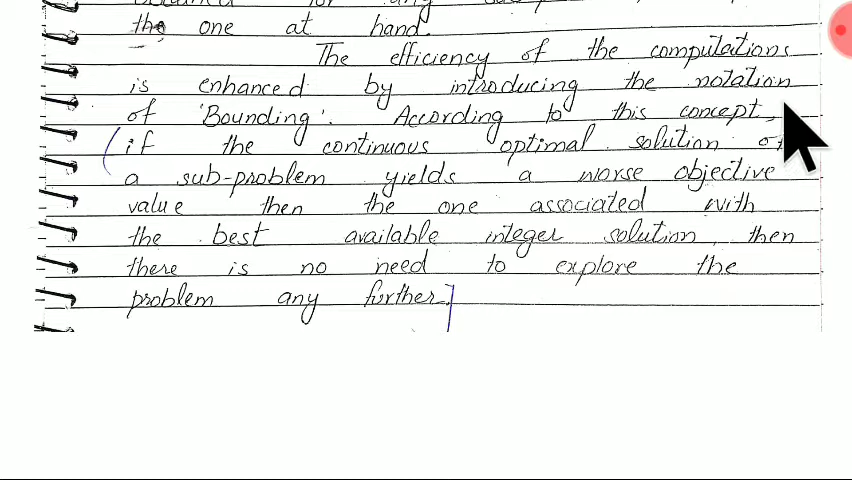 the one at hand.
The efficiency of the computations
is enhanced by introducing the notation
of 'Bounding'. According to this concept,
(if the continuous optimal solution of
a sub-problem yields a worse objective
value then the one associated with
the best available integer solution, then
there is no need to explore the
problem any further.]